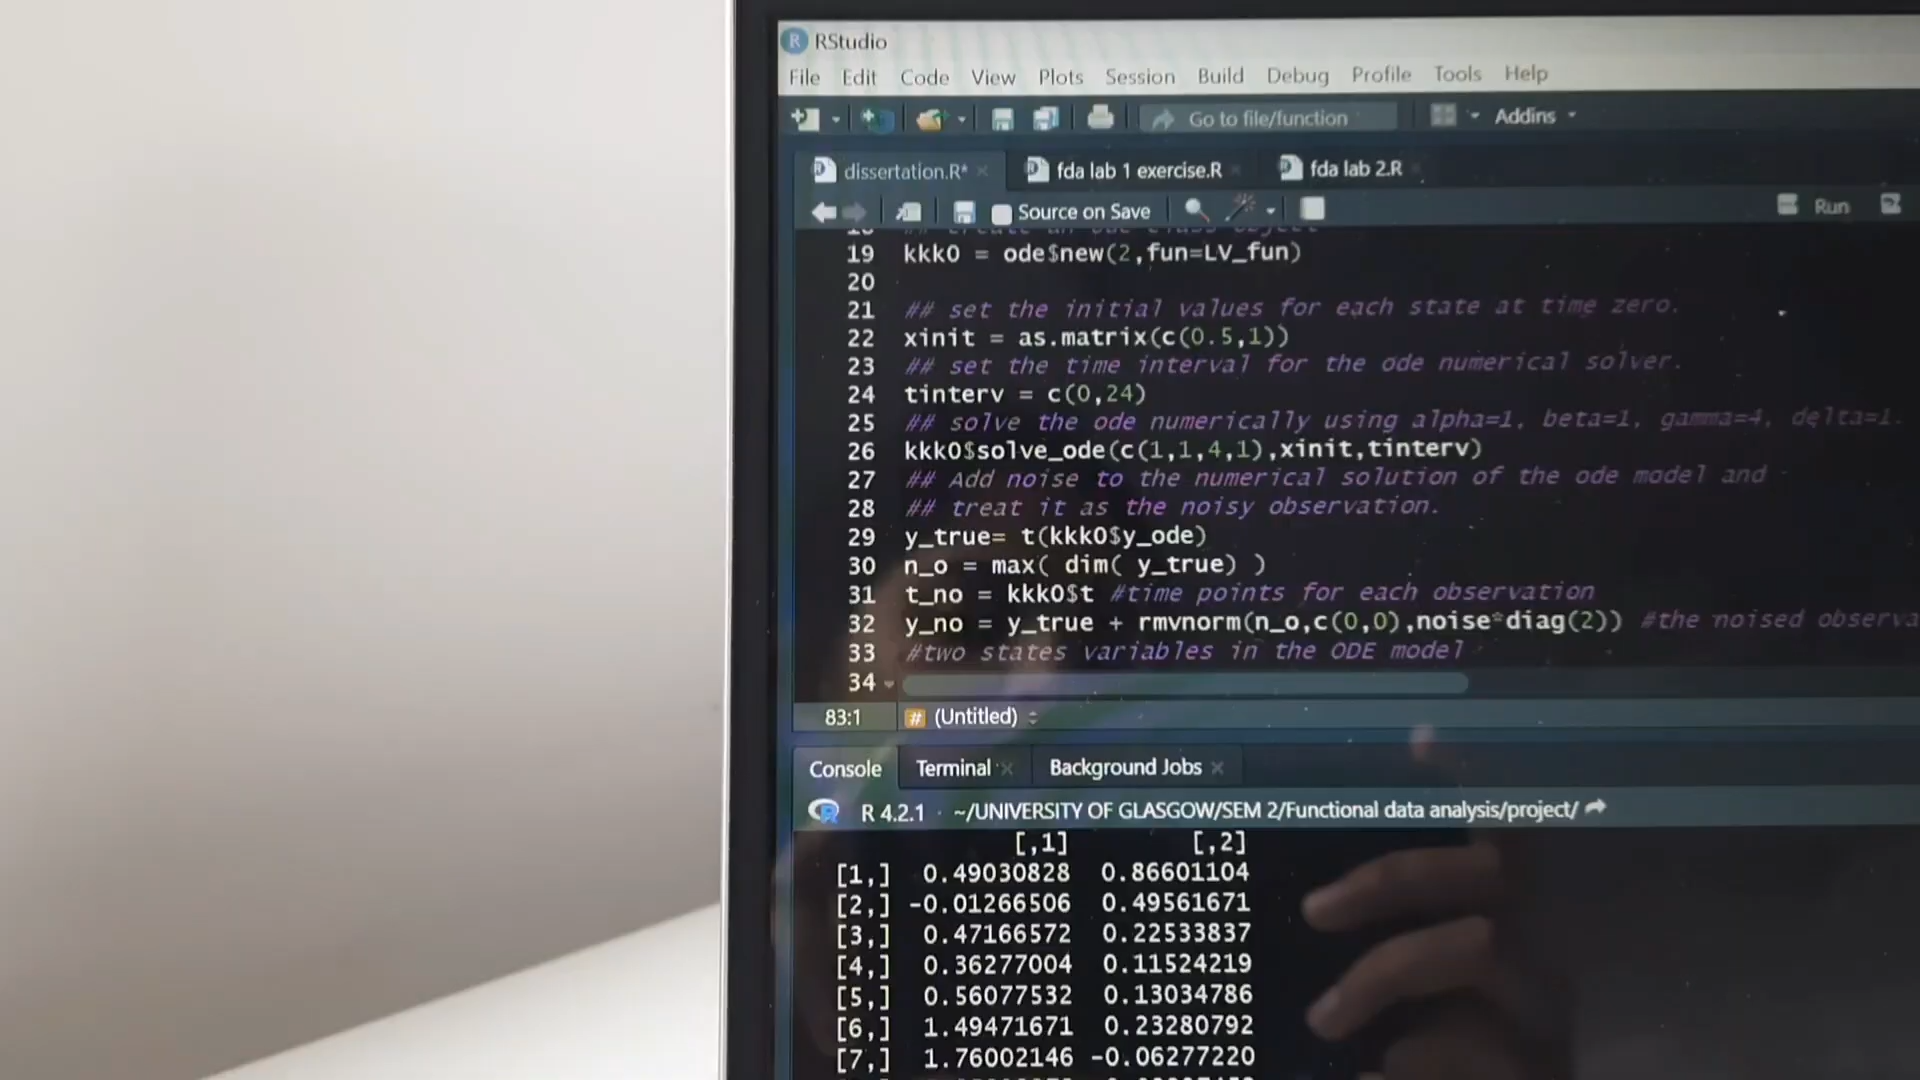 RStudio
File Edit Code View Plots Session Build Debug Profile Tools Help
Go to file/function Addins
dissertation.R* fda lab 1 exercise.R fda lab 2.R
Source on Save Run
19 kkk0 = ode$new(2,fun=LV_fun)
20
21 ## set the initial values for each state at time zero.
22 xinit = as.matrix(c(0.5,1))
23 ## set the time interval for the ode numerical solver.
24 tinterv = c(0,24)
25 ## solve the ode numerically using alpha=1, beta=1, gamma=4, delta=1.
26 kkk0$solve_ode(c(1,1,4,1),xinit,tinterv)
27 ## Add noise to the numerical solution of the ode model and
28 ## treat it as the noisy observation.
29 y_true= t(kkk0$y_ode)
30 n_o = max( dim( y_true) )
31 t_no = kkk0$t #time points for each observation
32 y_no = y_true + rmvnorm(n_o,c(0,0),noise*diag(2)) #the noised observa
33 #two states variables in the ODE model
34
83:1 # (Untitled)
Console Terminal Background Jobs
R 4.2.1 · ~/UNIVERSITY OF GLASGOW/SEM 2/Functional data analysis/project/
[,1] [,2]
[1,] 0.49030828 0.86601104
[2,] -0.01266506 0.49561671
[3,] 0.47166572 0.22533837
[4,] 0.36277004 0.11524219
[5,] 0.56077532 0.13034786
[6,] 1.49471671 0.23280792
[7,] 1.76002146 -0.06277220